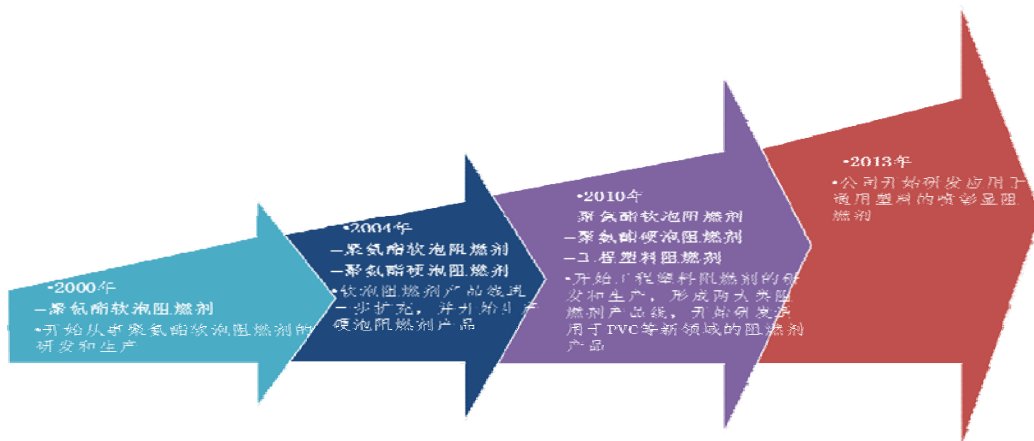 •2000年
–聚氨酯软泡阻燃剂
•开始从事聚氨酯软泡阻燃剂的
研发和生产
•2004年
–聚氨酯软泡阻燃剂
–聚氨酯硬泡阻燃剂
•软泡阻燃剂产品线进
一步扩充，并开始生产
硬泡阻燃剂产品
•2010年
聚氨酯软泡阻燃剂
–聚氨酯硬泡阻燃剂
–工程塑料阻燃剂
•开始工程塑料阻燃剂的研
发和生产，形成两大类阻
燃剂产品线，开始研发适
用于PVC等新领域的阻燃剂
产品
•2013年
•公司开始研发应用于
通用塑料的 阻
燃剂